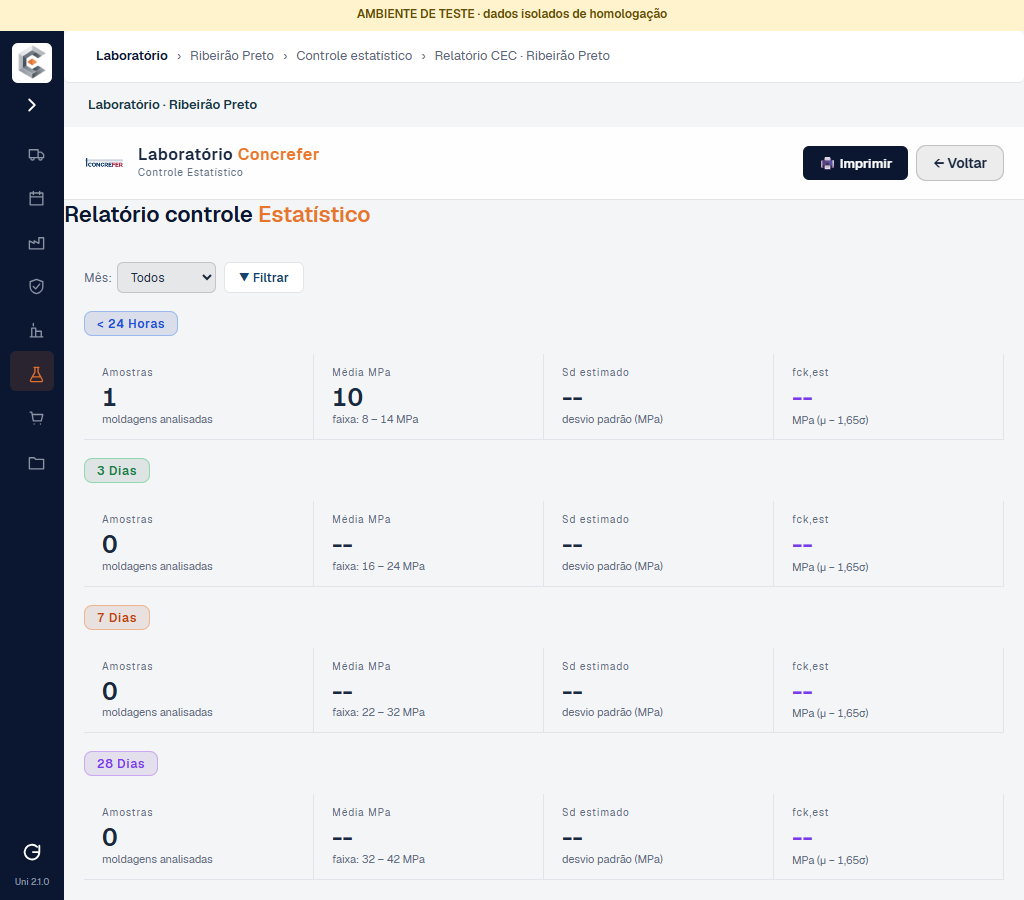 AMBIENTE DE TESTE · dados isolados de homologação
Laboratório › Ribeirão Preto › Controle estatístico › Relatório CEC · Ribeirão Preto
Laboratório · Ribeirão Preto
CONCREFER
Laboratório Concrefer
Controle Estatístico
Imprimir
← Voltar
Relatório controle Estatístico
Mês: Todos ▼ Filtrar
< 24 Horas
Amostras
1
moldagens analisadas
Média MPa
10
faixa: 8 – 14 MPa
Sd estimado
--
desvio padrão (MPa)
fck,est
--
MPa (μ – 1,65σ)
3 Dias
Amostras
0
moldagens analisadas
Média MPa
--
faixa: 16 – 24 MPa
Sd estimado
--
desvio padrão (MPa)
fck,est
--
MPa (μ – 1,65σ)
7 Dias
Amostras
0
moldagens analisadas
Média MPa
--
faixa: 22 – 32 MPa
Sd estimado
--
desvio padrão (MPa)
fck,est
--
MPa (μ – 1,65σ)
28 Dias
Amostras
0
moldagens analisadas
Média MPa
--
faixa: 32 – 42 MPa
Sd estimado
--
desvio padrão (MPa)
fck,est
--
MPa (μ – 1,65σ)
Uni 2.1.0